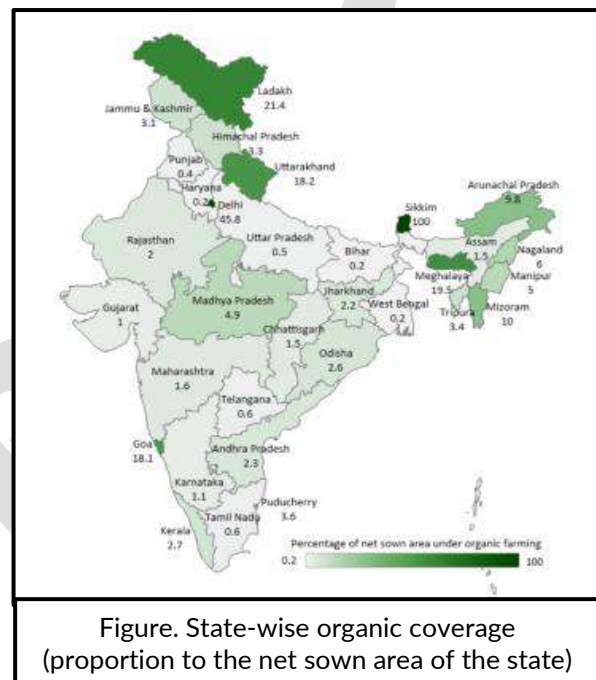 Ladakh
21.4
Jammu & Kashmir
3.1
Himachal Pradesh
3.3
Punjab
0.4
Uttarakhand
18.2
Haryana
0.2
Delhi
45.8
Arunachal Pradesh
9.8
Sikkim
100
Rajasthan
2
Uttar Pradesh
0.5
Bihar
0.2
Assam
1.5
Nagaland
6
Meghalaya
19.5
Manipur
5
Gujarat
1
Madhya Pradesh
4.9
Jharkhand
2.2
West Bengal
0.2
Tripura
3.4
Mizoram
10
Chhattisgarh
1.5
Odisha
2.6
Maharashtra
1.6
Telangana
0.6
Goa
18.1
Andhra Pradesh
2.3
Karnataka
1.1
Puducherry
3.6
Tamil Nadu
0.6
Kerala
2.7
Percentage of net sown area under organic farming
0.2 100
Figure. State-wise organic coverage
(proportion to the net sown area of the state)